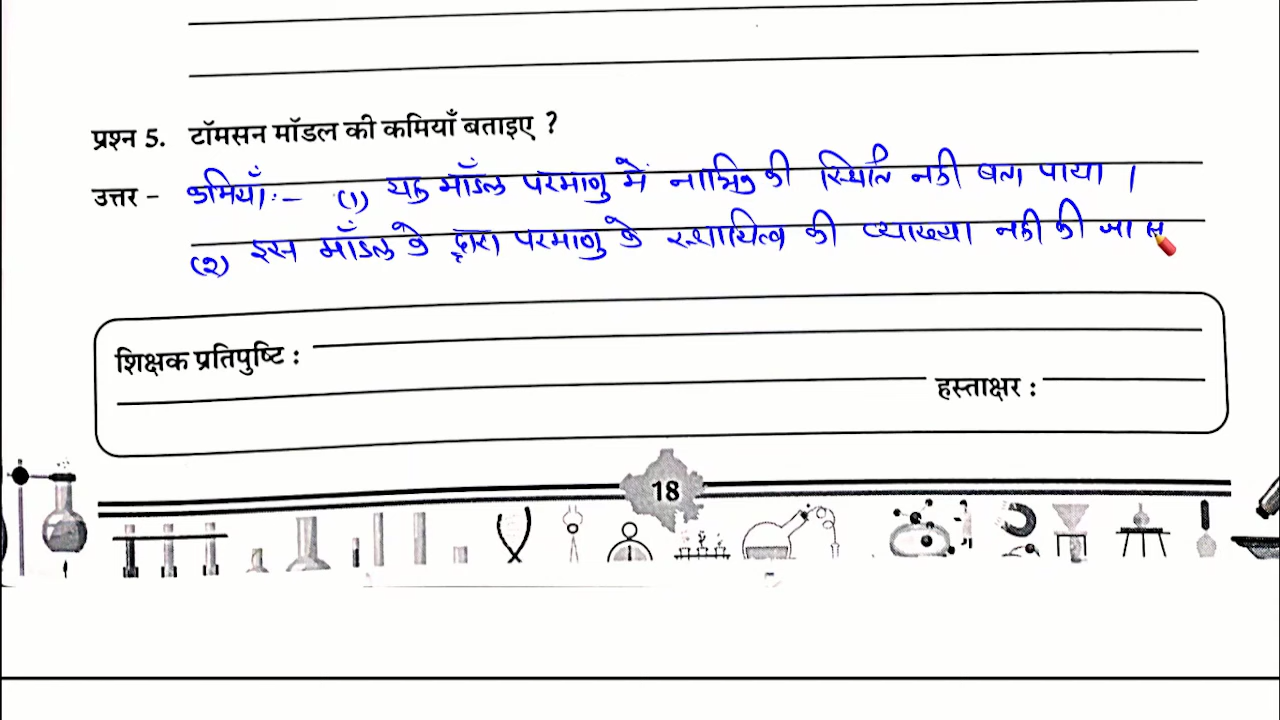 प्रश्न 5. टॉमसन मॉडल की कमियाँ बताइए ?
उत्तर - कमियाँ:- (1) यह मॉडल परमाणु में नाभिक की स्थिति नही बता पाया ।
(2) इस मॉडल के द्वारा परमाणु के स्थायित्व की व्याख्या नही की जा स
शिक्षक प्रतिपुष्टि :
हस्ताक्षर :
18